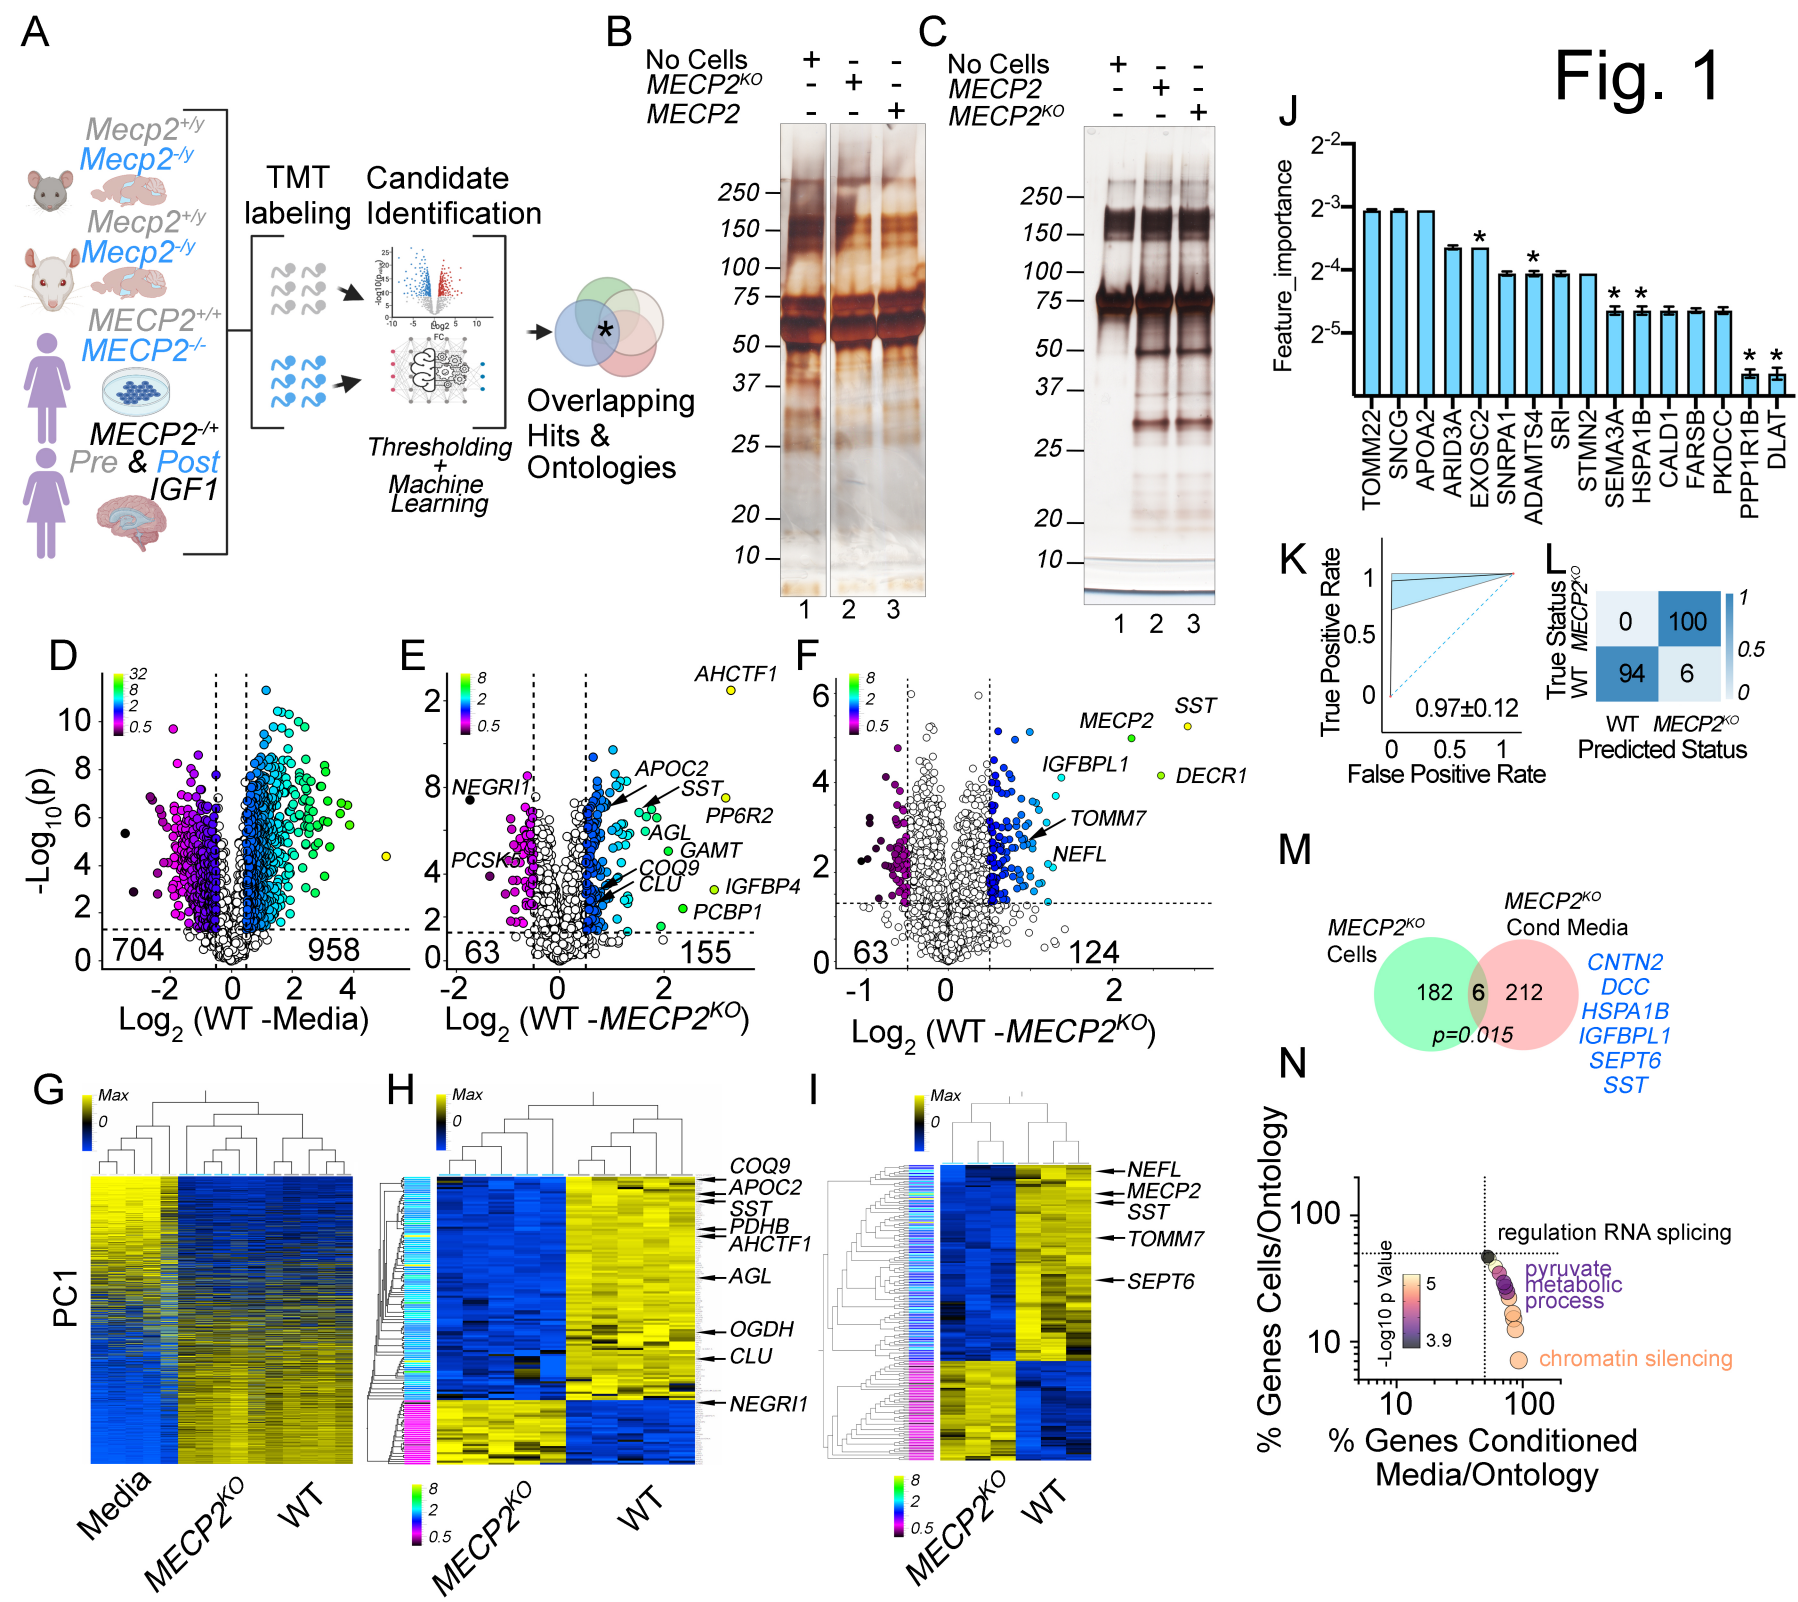 Fig. 1
A
Mecp2+/y
Mecp2-/y
Mecp2+/y
Mecp2-/y
MECP2+/+
MECP2-/-
MECP2-/+
Pre & Post
IGF1
TMT
labeling
Candidate
Identification
-log10(p
Log2
FC
-10 -5 0 5 10
5
10
15
20
25
Thresholding
+
Machine
Learning
*
Overlapping
Hits &
Ontologies
B
No Cells + - -
MECP2KO - + -
MECP2 - - +
250
150
100
75
50
37
25
20
10
1 2 3
C
No Cells + - -
MECP2 - + -
MECP2KO - - +
250
150
100
75
50
37
25
20
10
1 2 3
D
32
8
2
0.5
-Log10(p)
10
8
6
4
2
0
704
958
-2 0 2 4
Log2 (WT -Media)
E
8
2
0.5
2
8
4
2
0
AHCTF1
NEGRI1
APOC2
SST
PP6R2
AGL
GAMT
PCSK
COQ9
CLU
IGFBP4
PCBP1
63
155
-2 0 2
Log2 (WT -MECP2KO)
F
8
2
0.5
6
4
2
0
SST
MECP2
IGFBPL1
DECR1
TOMM7
NEFL
63
124
-1 0 2
Log2 (WT -MECP2KO)
G
Max
0
PC1
Media
MECP2KO
WT
H
Max
0
COQ9
APOC2
SST
PDHB
AHCTF1
AGL
OGDH
CLU
NEGRI1
8
2
0.5
MECP2KO
WT
I
Max
0
NEFL
MECP2
SST
TOMM7
SEPT6
8
2
0.5
MECP2KO
WT
J
Feature_importance
2-2
2-3
2-4
2-5
* * * * * *
TOMM22
SNCG
APOA2
ARID3A
EXOSC2
SNRPA1
ADAMTS4
SRI
STMN2
SEMA3A
HSPA1B
CALD1
FARSB
PKDCC
PPP1R1B
DLAT
K
True Positive Rate
1
0.5
0
0.97±0.12
0 0.5 1
False Positive Rate
L
True Status
WT MECP2KO
0 100
94 6
1
0.5
0
WT MECP2KO
Predicted Status
M
MECP2KO
Cells
MECP2KO
Cond Media
182 6 212
p=0.015
CNTN2
DCC
HSPA1B
IGFBPL1
SEPT6
SST
N
% Genes Cells/Ontology
100
10
-Log10 p Value
5
3.9
regulation RNA splicing
pyruvate
metabolic
process
chromatin silencing
10 100
% Genes Conditioned
Media/Ontology